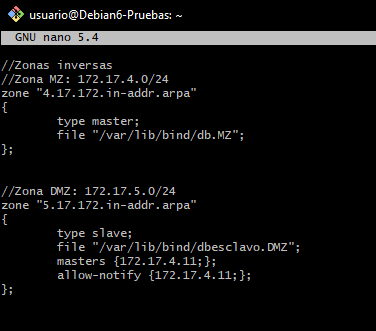 usuario@Debian6-Pruebas: ~
GNU nano 5.4
//Zonas inversas
//Zona MZ: 172.17.4.0/24
zone "4.17.172.in-addr.arpa"
{
type master;
file "/var/lib/bind/db.MZ";
};
//Zona DMZ: 172.17.5.0/24
zone "5.17.172.in-addr.arpa"
{
type slave;
file "/var/lib/bind/dbesclavo.DMZ";
masters {172.17.4.11;};
allow-notify {172.17.4.11;};
};